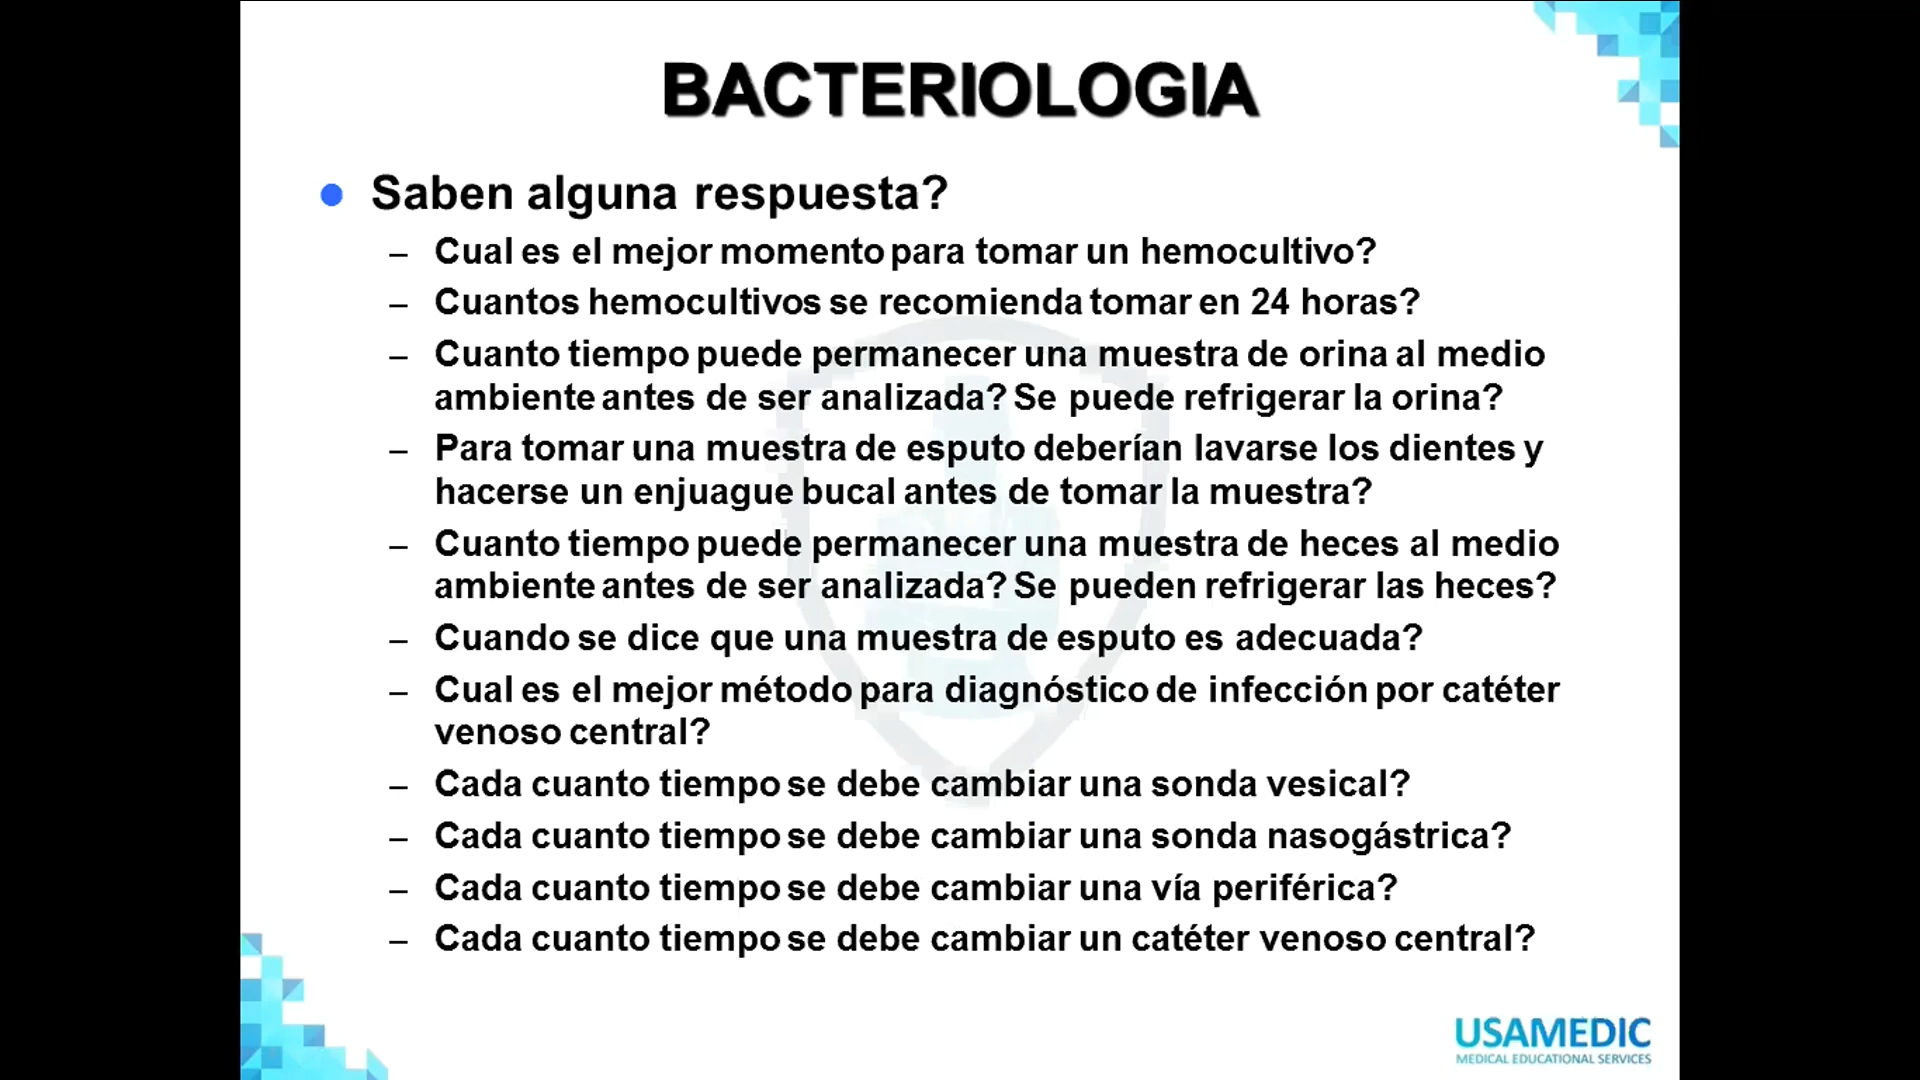 BACTERIOLOGIA
● Saben alguna respuesta?
– Cual es el mejor momento para tomar un hemocultivo?
– Cuantos hemocultivos se recomienda tomar en 24 horas?
– Cuanto tiempo puede permanecer una muestra de orina al medio
ambiente antes de ser analizada? Se puede refrigerar la orina?
– Para tomar una muestra de esputo deberían lavarse los dientes y
hacerse un enjuague bucal antes de tomar la muestra?
– Cuanto tiempo puede permanecer una muestra de heces al medio
ambiente antes de ser analizada? Se pueden refrigerar las heces?
– Cuando se dice que una muestra de esputo es adecuada?
– Cual es el mejor método para diagnóstico de infección por catéter
venoso central?
– Cada cuanto tiempo se debe cambiar una sonda vesical?
– Cada cuanto tiempo se debe cambiar una sonda nasogástrica?
– Cada cuanto tiempo se debe cambiar una vía periférica?
– Cada cuanto tiempo se debe cambiar un catéter venoso central?
USAMEDIC
MEDICAL EDUCATIONAL SERVICES